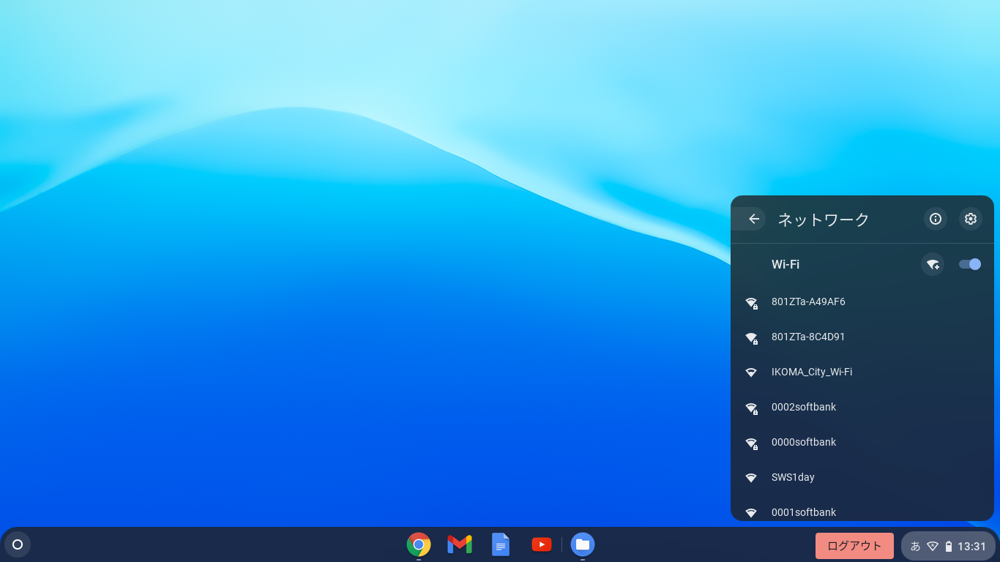 ネットワーク
Wi-Fi
801ZTa-A49AF6
801ZTa-8C4D91
IKOMA_City_Wi-Fi
0002softbank
0000softbank
SWS1day
0001softbank
ログアウト
あ 13:31